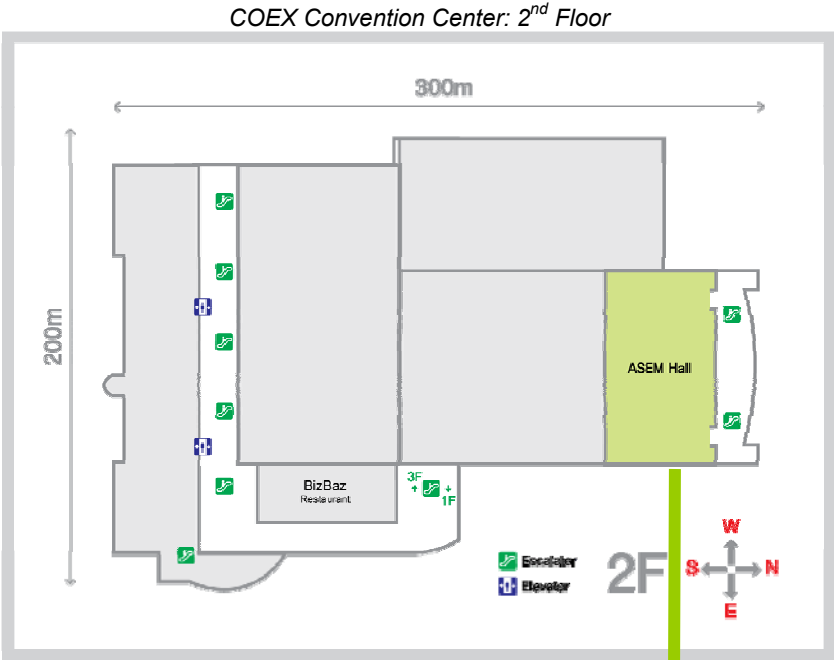 COEX Convention Center: 2nd Floor
300m
200m
ASEM Hall
BizBaz
Restaurant
3F
1F
Escalator
Elevator
2F
W
S
N
E